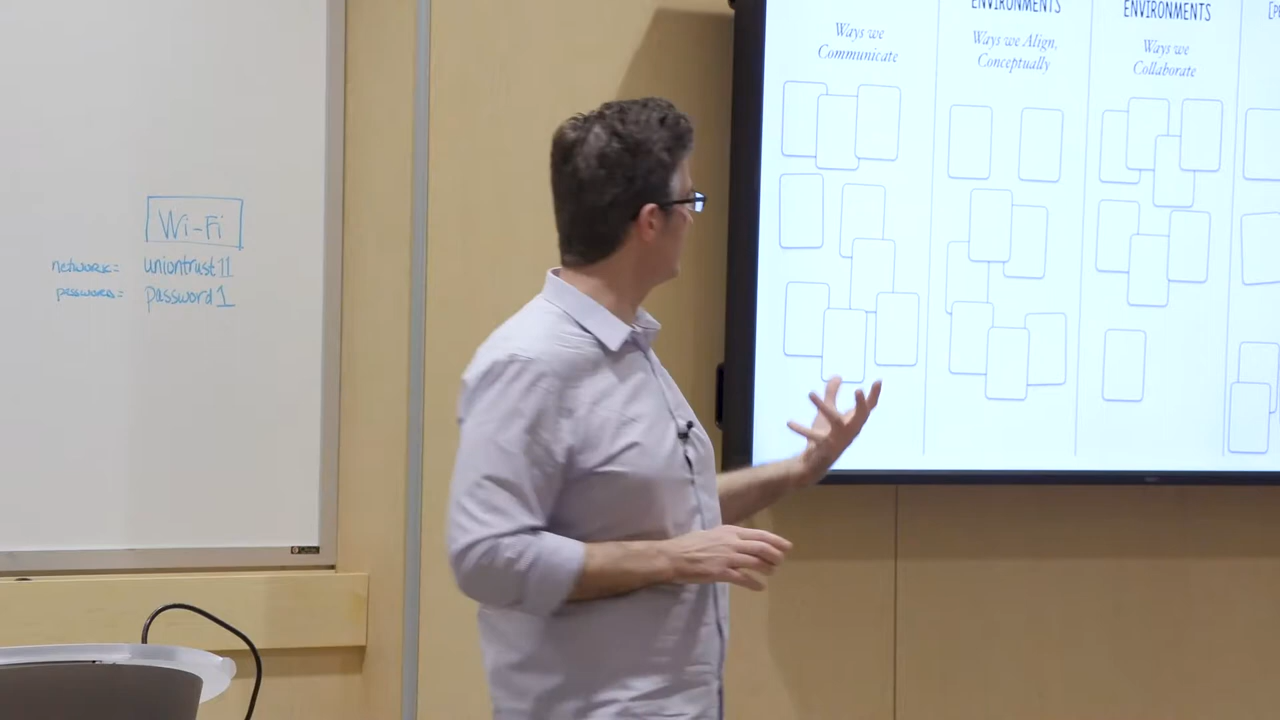 Wi-Fi
network= uniontrust11
password= password1
Ways we
Communicate
ENVIRONMENTS
Ways we Align,
Conceptually
ENVIRONMENTS
Ways we
Collaborate